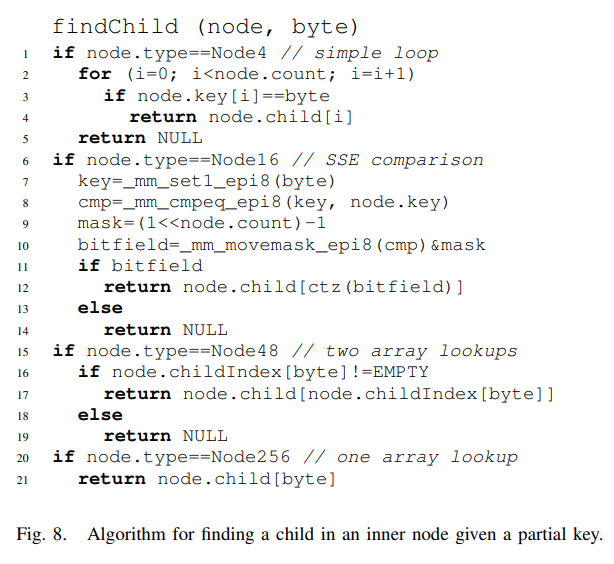 findChild (node, byte)
1 if node.type==Node4 // simple loop
2 for (i=0; i<node.count; i=i+1)
3 if node.key[i]==byte
4 return node.child[i]
5 return NULL
6 if node.type==Node16 // SSE comparison
7 key=_mm_set1_epi8(byte)
8 cmp=_mm_cmpeq_epi8(key, node.key)
9 mask=(1<<node.count)-1
10 bitfield=_mm_movemask_epi8(cmp)&mask
11 if bitfield
12 return node.child[ctz(bitfield)]
13 else
14 return NULL
15 if node.type==Node48 // two array lookups
16 if node.childIndex[byte]!=EMPTY
17 return node.child[node.childIndex[byte]]
18 else
19 return NULL
20 if node.type==Node256 // one array lookup
21 return node.child[byte]
Fig. 8. Algorithm for finding a child in an inner node given a partial key.